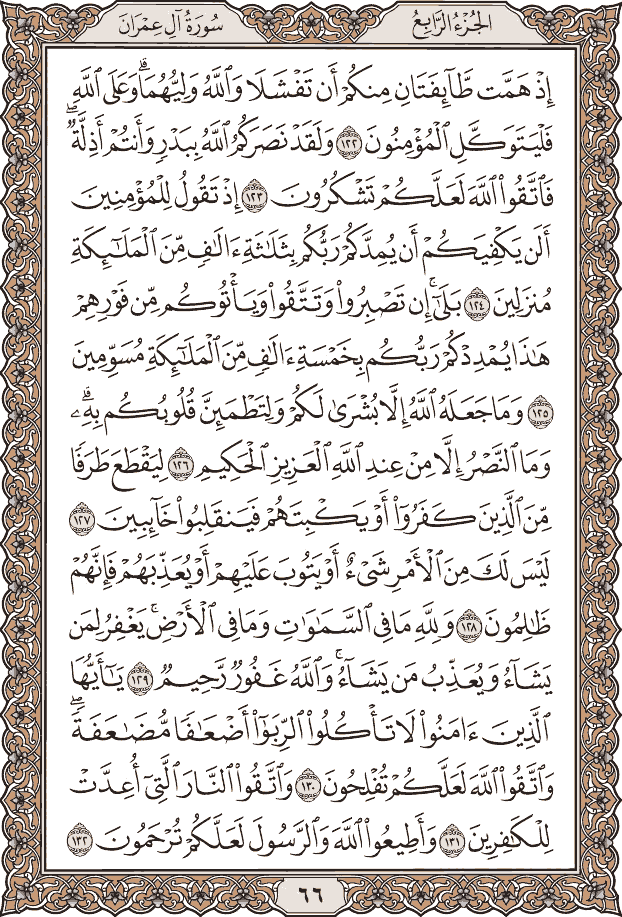 الجُزْءُ الرَّابِعُ
سُورَةُ آلِ عِمْرَانَ
إِذْ هَمَّت طَّآئِفَتَانِ مِنكُمْ أَن تَفْشَلَا وَٱللَّهُ وَلِيُّهُمَاۗ وَعَلَى ٱللَّهِ
فَلْيَتَوَكَّلِ ٱلْمُؤْمِنُونَ ١٢٢ وَلَقَدْ نَصَرَكُمُ ٱللَّهُ بِبَدْرٍ وَأَنتُمْ أَذِلَّةٌۖ
فَٱتَّقُوا۟ ٱللَّهَ لَعَلَّكُمْ تَشْكُرُونَ ١٢٣ إِذْ تَقُولُ لِلْمُؤْمِنِينَ
أَلَن يَكْفِيَكُمْ أَن يُمِدَّكُمْ رَبُّكُم بِثَلَـٰثَةِ ءَالَـٰفٍ مِّنَ ٱلْمَلَـٰٓئِكَةِ
مُنزَلِينَ ١٢٤ بَلَىٰٓۚ إِن تَصْبِرُوا۟ وَتَتَّقُوا۟ وَيَأْتُوكُم مِّن فَوْرِهِمْ
هَـٰذَا يُمْدِدْكُمْ رَبُّكُم بِخَمْسَةِ ءَالَـٰفٍ مِّنَ ٱلْمَلَـٰٓئِكَةِ مُسَوِّمِينَ
١٢٥ وَمَا جَعَلَهُ ٱللَّهُ إِلَّا بُشْرَىٰ لَكُمْ وَلِتَطْمَئِنَّ قُلُوبُكُم بِهِۦۗ
وَمَا ٱلنَّصْرُ إِلَّا مِنْ عِندِ ٱللَّهِ ٱلْعَزِيزِ ٱلْحَكِيمِ ١٢٦ لِيَقْطَعَ طَرَفًا
مِّنَ ٱلَّذِينَ كَفَرُوٓا۟ أَوْ يَكْبِتَهُمْ فَيَنقَلِبُوا۟ خَآئِبِينَ ١٢٧
لَيْسَ لَكَ مِنَ ٱلْأَمْرِ شَىْءٌ أَوْ يَتُوبَ عَلَيْهِمْ أَوْ يُعَذِّبَهُمْ فَإِنَّهُمْ
ظَـٰلِمُونَ ١٢٨ وَلِلَّهِ مَا فِى ٱلسَّمَـٰوَٰتِ وَمَا فِى ٱلْأَرْضِۚ يَغْفِرُ لِمَن
يَشَآءُ وَيُعَذِّبُ مَن يَشَآءُۚ وَٱللَّهُ غَفُورٌ رَّحِيمٌ ١٢٩ يَـٰٓأَيُّهَا
ٱلَّذِينَ ءَامَنُوا۟ لَا تَأْكُلُوا۟ ٱلرِّبَوٰٓا۟ أَضْعَـٰفًا مُّضَـٰعَفَةًۖ
وَٱتَّقُوا۟ ٱللَّهَ لَعَلَّكُمْ تُفْلِحُونَ ١٣٠ وَٱتَّقُوا۟ ٱلنَّارَ ٱلَّتِىٓ أُعِدَّتْ
لِلْكَـٰفِرِينَ ١٣١ وَأَطِيعُوا۟ ٱللَّهَ وَٱلرَّسُولَ لَعَلَّكُمْ تُرْحَمُونَ ١٣٢
٦٦